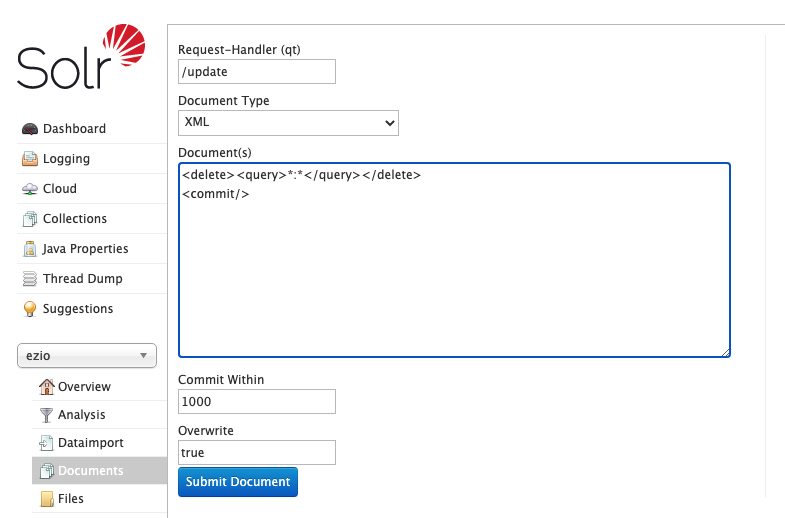 Solr
Dashboard
Logging
Cloud
Collections
Java Properties
Thread Dump
Suggestions
ezio
Overview
Analysis
Dataimport
Documents
Files
Request-Handler (qt)
/update
Document Type
XML
Document(s)
<delete><query>*:*</query></delete>
<commit/>
Commit Within
1000
Overwrite
true
Submit Document